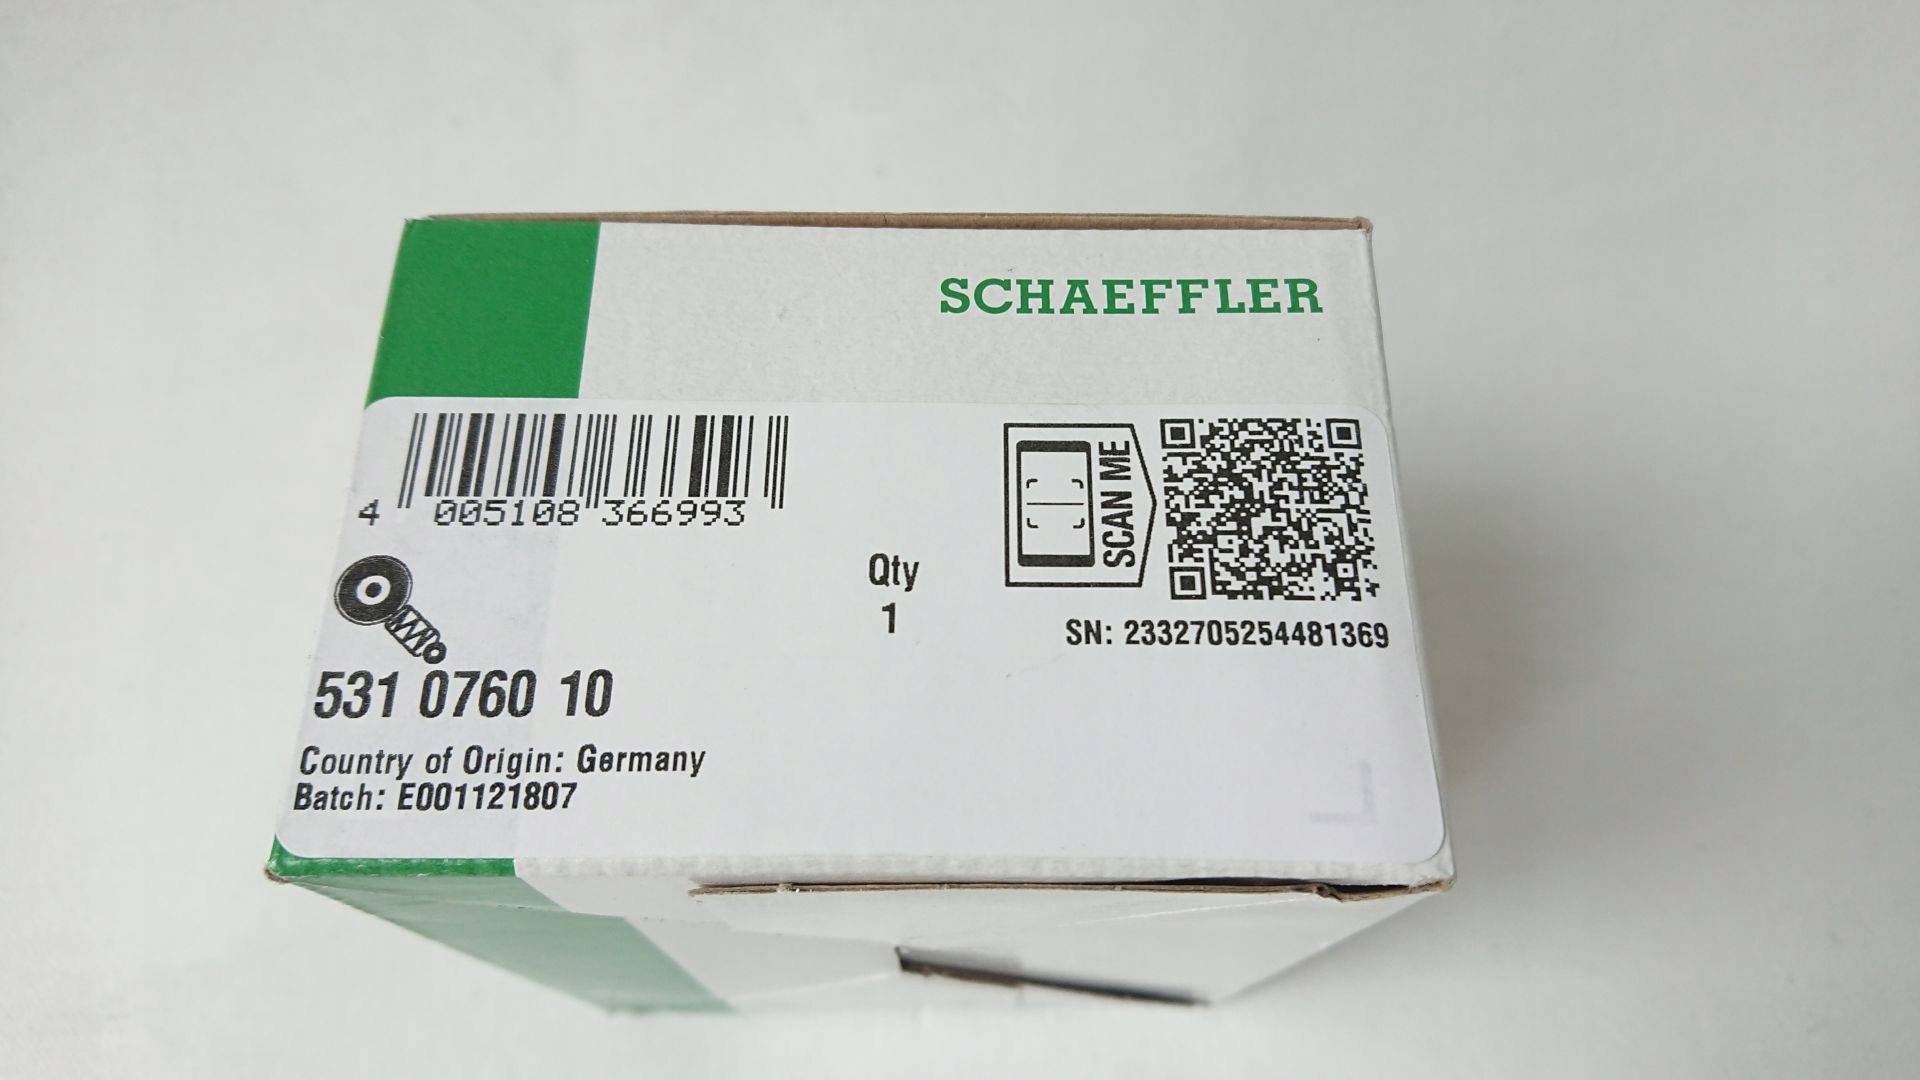 SCHAEFFLER
4 005108 366993
SCAN ME
Qty
1
SN: 2332705254481369
531 0760 10
Country of Origin: Germany
Batch: E001121807